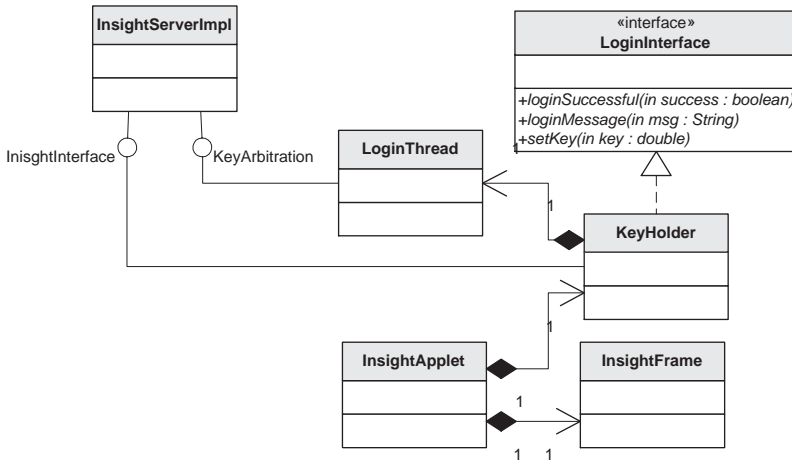 InsightServerImpl
«interface»
LoginInterface
+loginSuccessful(in success : boolean)
+loginMessage(in msg : String)
+setKey(in key : double)
InisghtInterface
KeyArbitration
LoginThread
1
1
KeyHolder
1
InsightApplet
InsightFrame
1
1
1